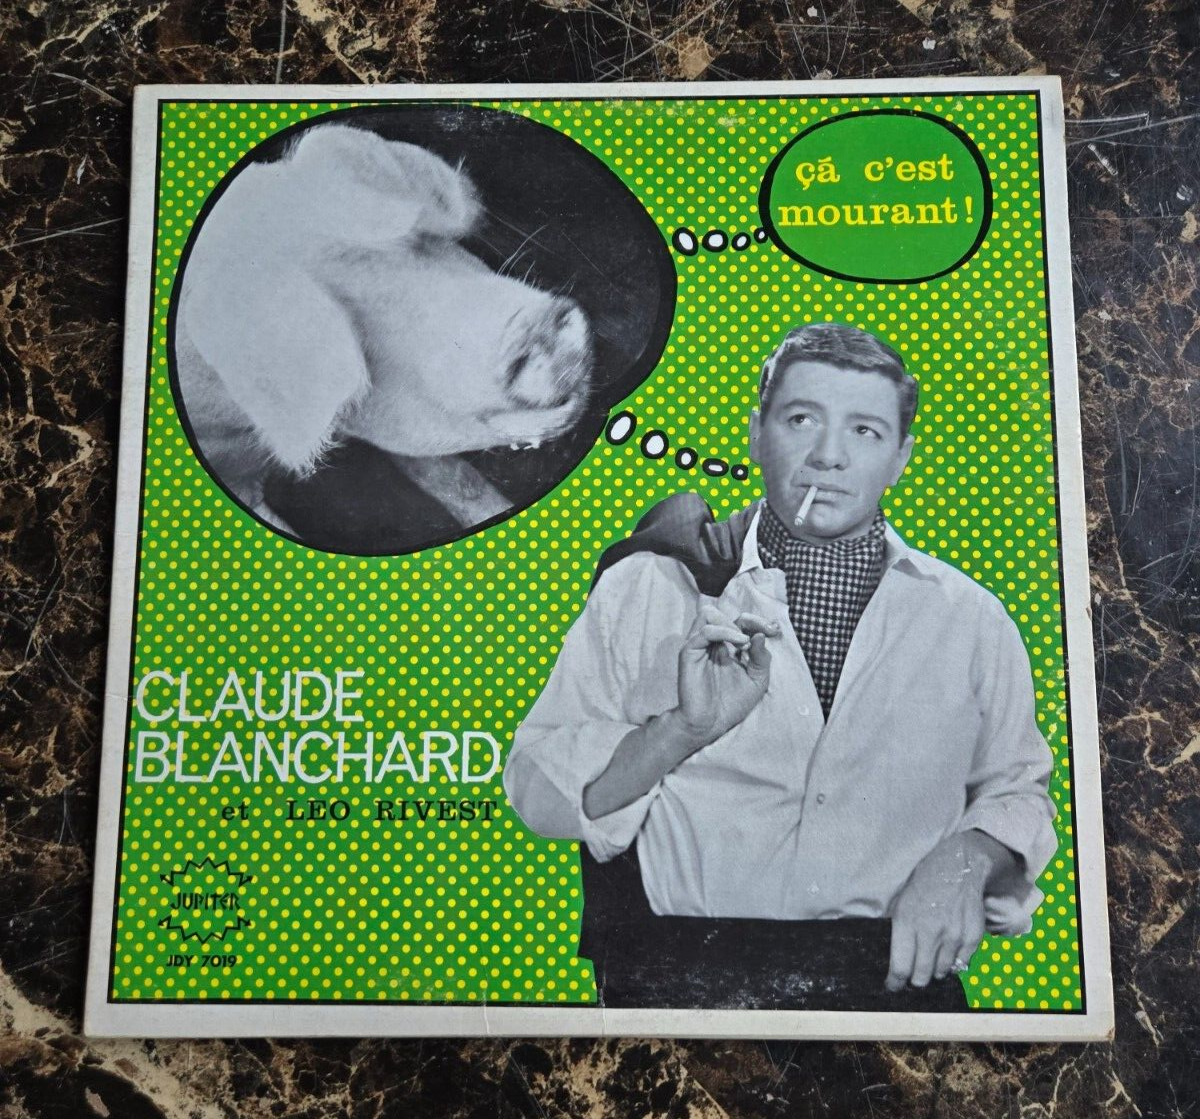 çá c'est
mourant!
CLAUDE
BLANCHARD
et LEO RIVEST
JUPITER
JDY 7019